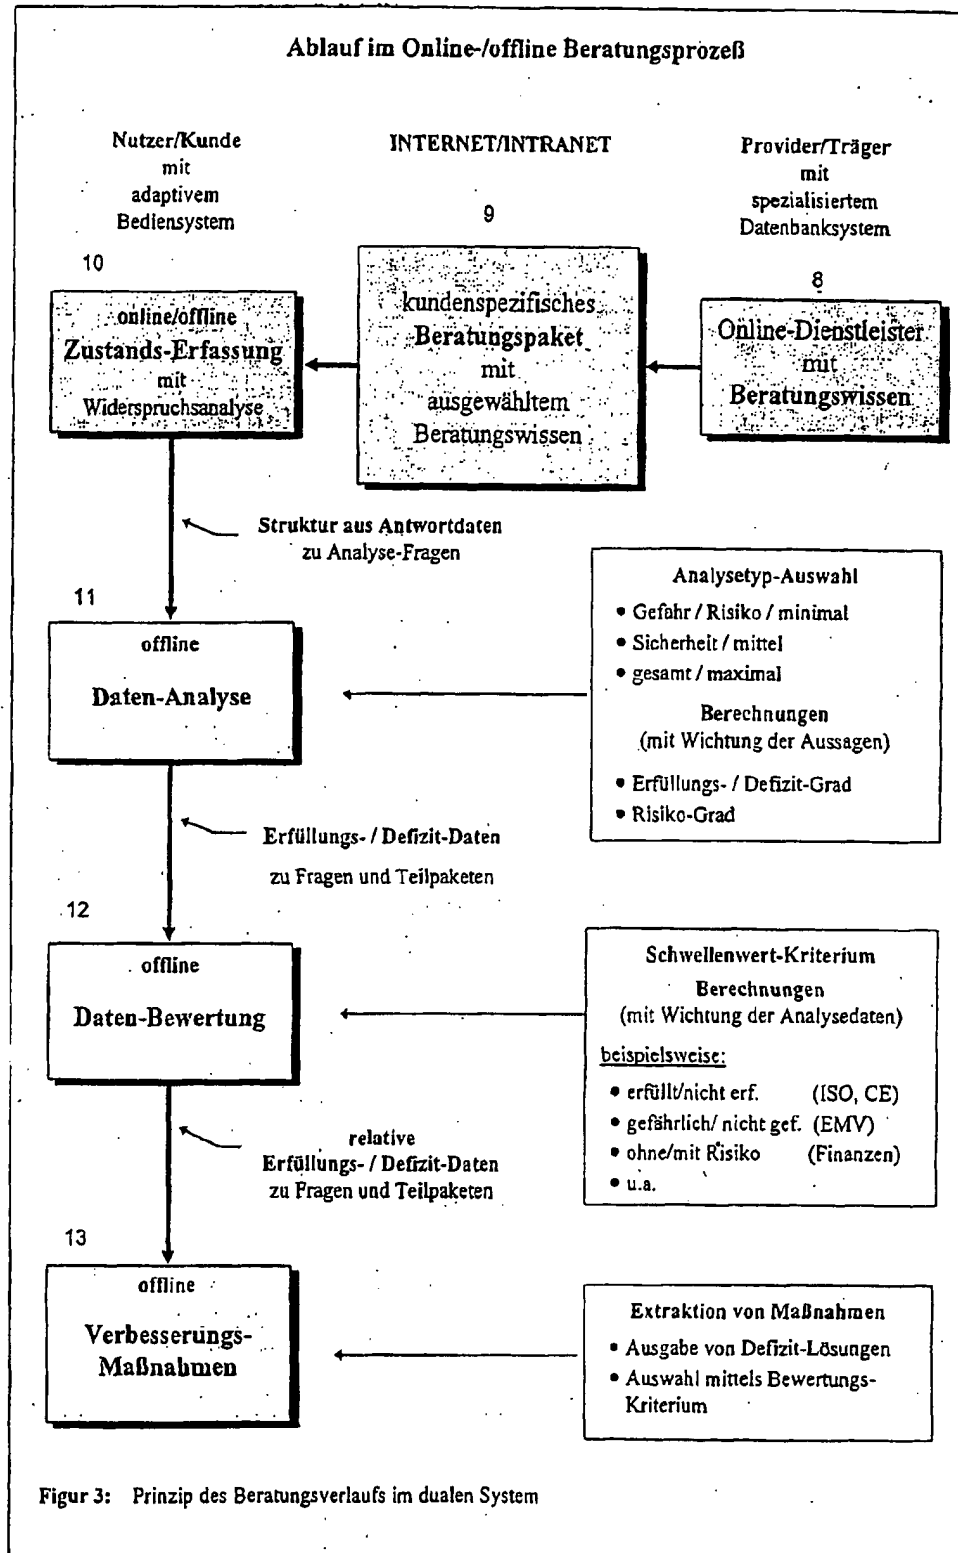 Ablauf im Online-/offline Beratungsprozeß
Nutzer/Kunde
mit
adaptivem
Bediensystem
INTERNET/INTRANET
Provider/Träger
mit
spezialisiertem
Datenbanksystem
10
online/offline
Zustands-Erfassung
mit
Widerspruchsanalyse
9
kundenspezifisches
Beratungspaket
mit
ausgewähltem
Beratungswissen
8
Online-Dienstleister
mit
Beratungswissen
Struktur aus Antwortdaten
zu Analyse-Fragen
11
offline
Daten-Analyse
Analysetyp-Auswahl
• Gefahr / Risiko / minimal
• Sicherheit / mittel
• gesamt / maximal
Berechnungen
(mit Wichtung der Aussagen)
• Erfüllungs- / Defizit-Grad
• Risiko-Grad
Erfüllungs- / Defizit-Daten
zu Fragen und Teilpaketen
12
offline
Daten-Bewertung
Schwellenwert-Kriterium
Berechnungen
(mit Wichtung der Analysedaten)
beispielsweise:
• erfüllt/nicht erf. (ISO, CE)
• gefährlich/ nicht gef. (EMV)
• ohne/mit Risiko (Finanzen)
• u.a.
relative
Erfüllungs- / Defizit-Daten
zu Fragen und Teilpaketen
13
offline
Verbesserungs-
Maßnahmen
Extraktion von Maßnahmen
• Ausgabe von Defizit-Lösungen
• Auswahl mittels Bewertungs-
Kriterium
Figur 3: Prinzip des Beratungsverlaufs im dualen System